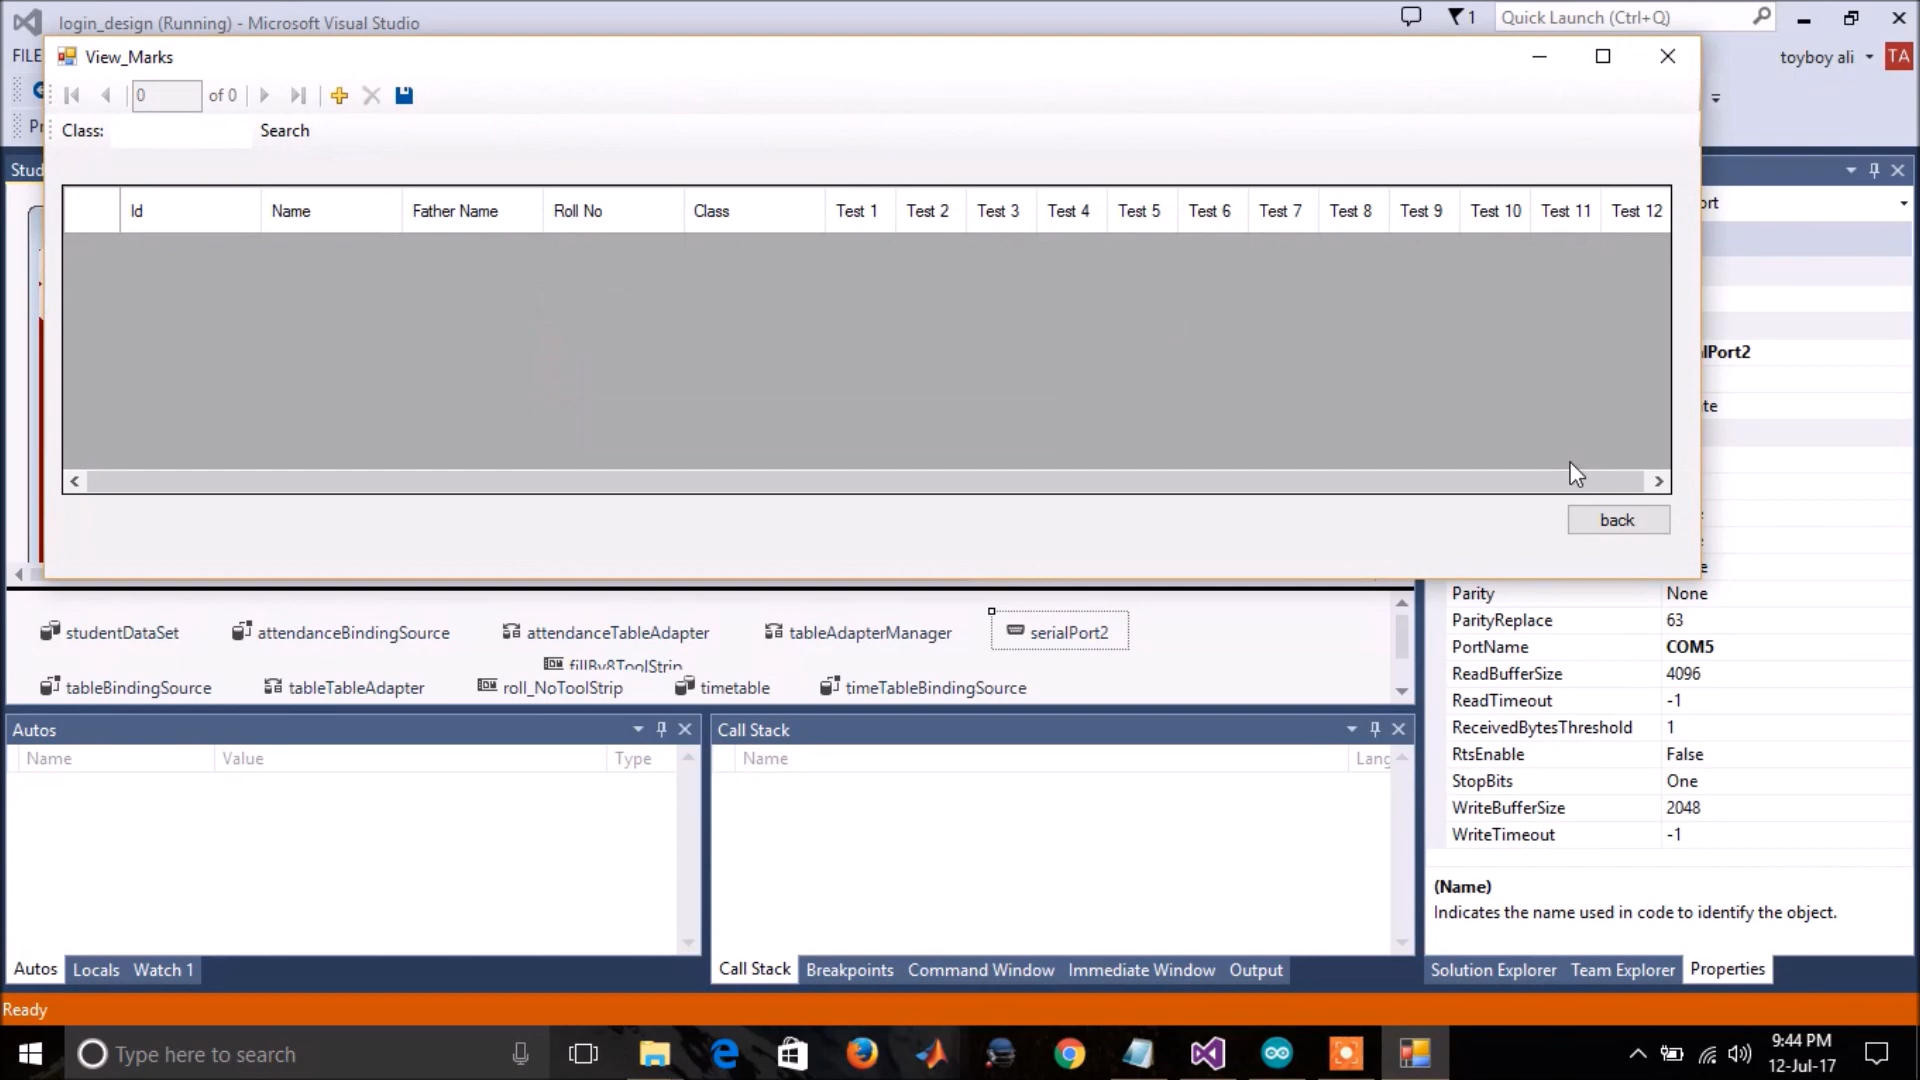 login_design (Running) - Microsoft Visual Studio
1
Quick Launch (Ctrl+Q)
FILE
toyboy ali
TA
View_Marks
0 of 0
Class: Search
Id Name Father Name Roll No Class Test 1 Test 2 Test 3 Test 4 Test 5 Test 6 Test 7 Test 8 Test 9 Test 10 Test 11 Test 12
back
Parity None
ParityReplace 63
PortName COM5
ReadBufferSize 4096
ReadTimeout -1
ReceivedBytesThreshold 1
RtsEnable False
StopBits One
WriteBufferSize 2048
WriteTimeout -1
(Name)
Indicates the name used in code to identify the object.
studentDataSet attendanceBindingSource attendanceTableAdapter tableAdapterManager serialPort2
fillBy8ToolStrip
tableBindingSource tableTableAdapter roll_NoToolStrip timetable timeTableBindingSource
Autos
Name Value Type
Call Stack
Name Lang
Autos Locals Watch 1
Call Stack Breakpoints Command Window Immediate Window Output
Solution Explorer Team Explorer Properties
Ready
Type here to search
9:44 PM
12-Jul-17